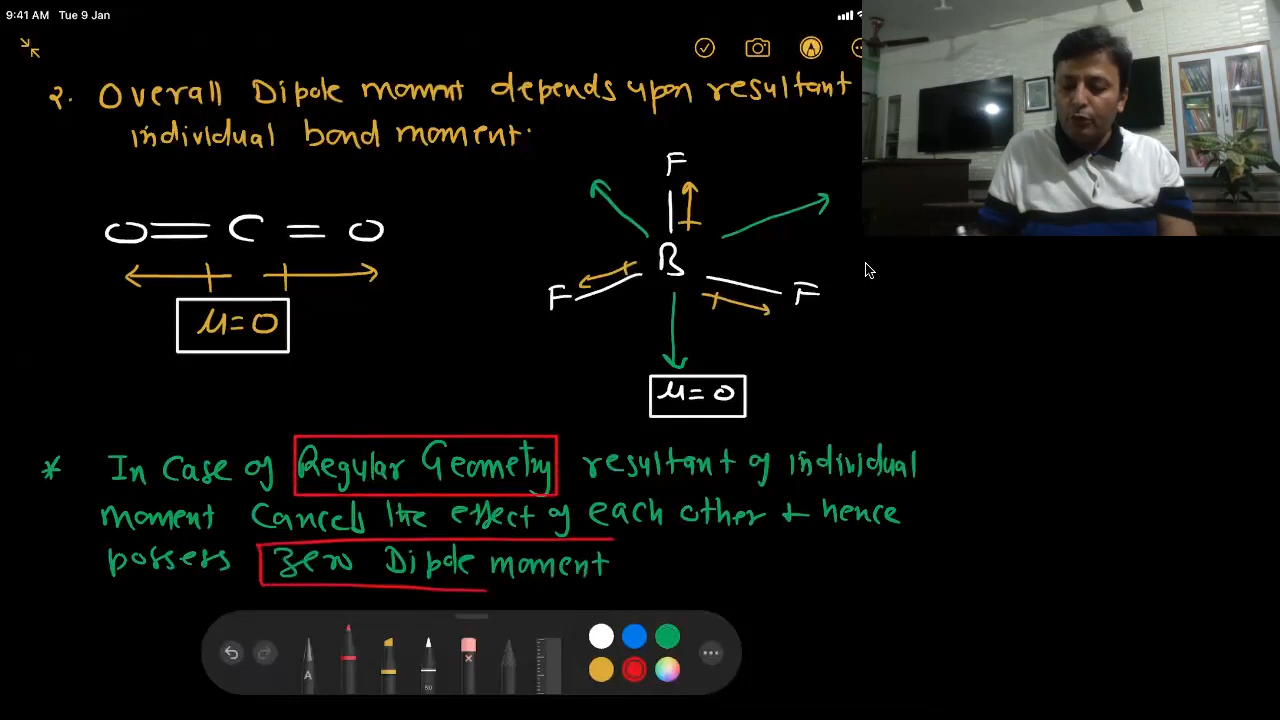 9:41 AM Tue 9 Jan
2. Overall Dipole moment depends upon resultant
individual bond moment.
F
O = C = O
B
F F
μ = 0
μ = 0
* In Case of Regular Geometry resultant of individual
moment Cancels the effect of each other & hence
possess Zero Dipole moment
A
50